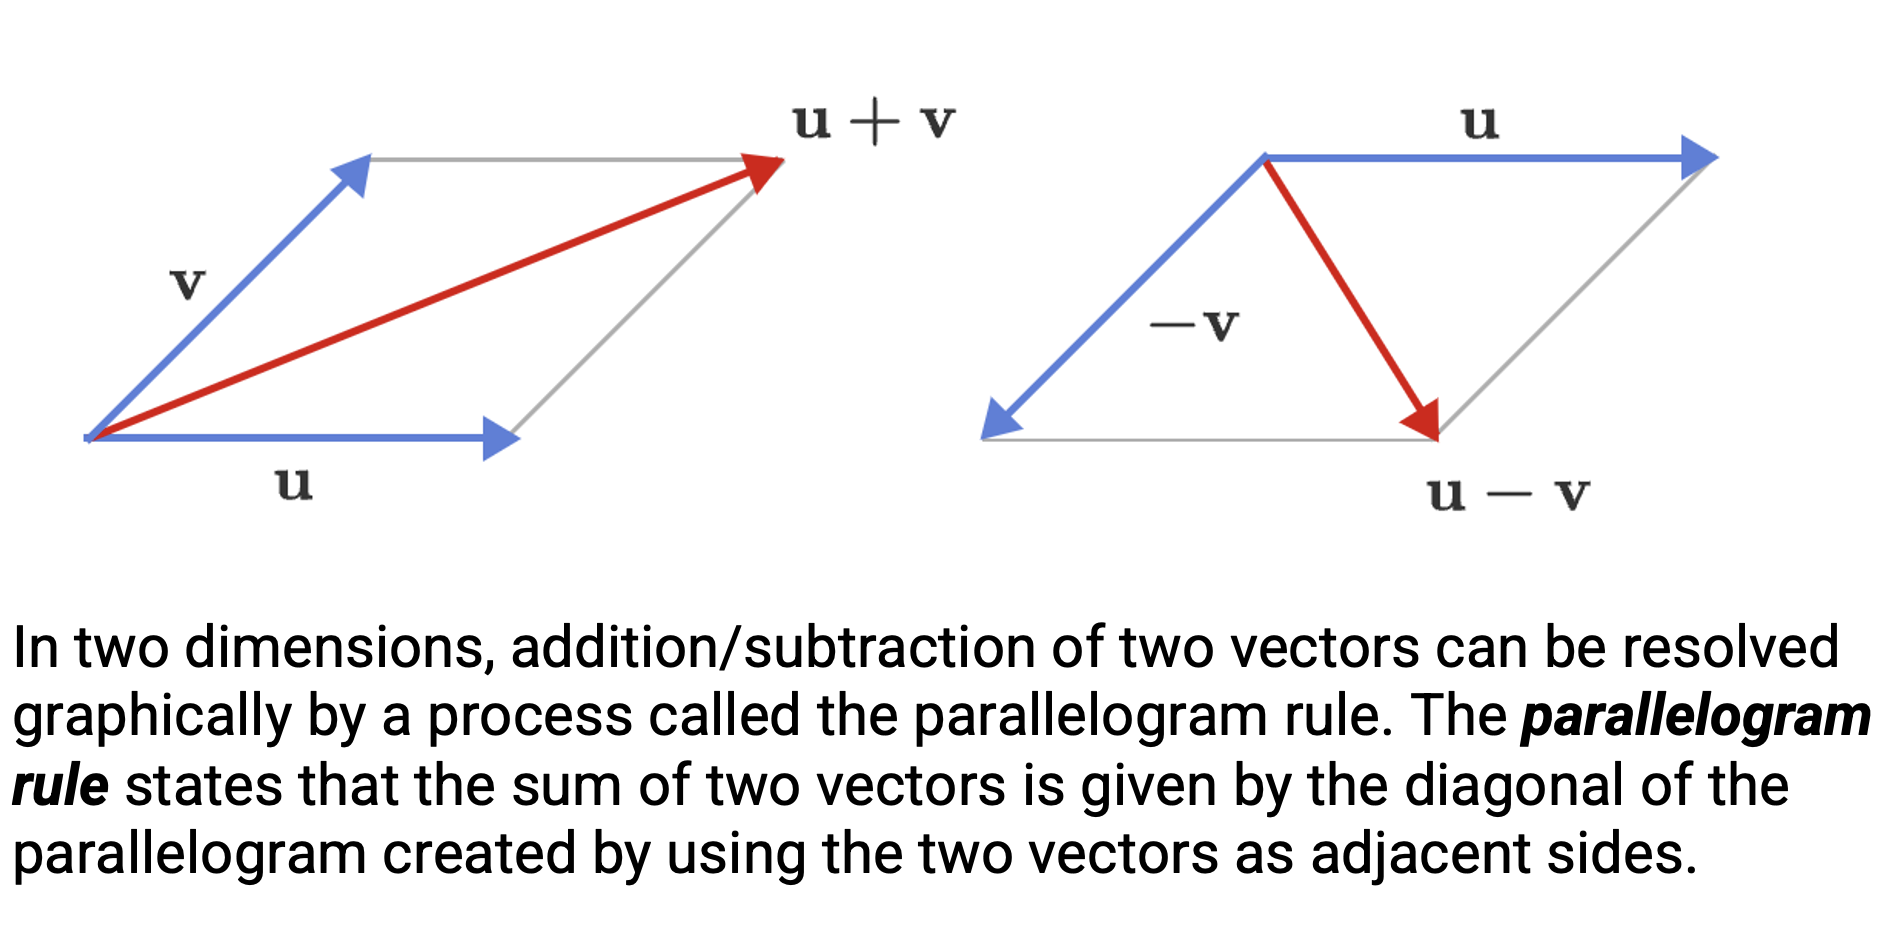 u + v
u
v
−v
u
u − v
In two dimensions, addition/subtraction of two vectors can be resolved
graphically by a process called the parallelogram rule. The parallelogram
rule states that the sum of two vectors is given by the diagonal of the
parallelogram created by using the two vectors as adjacent sides.